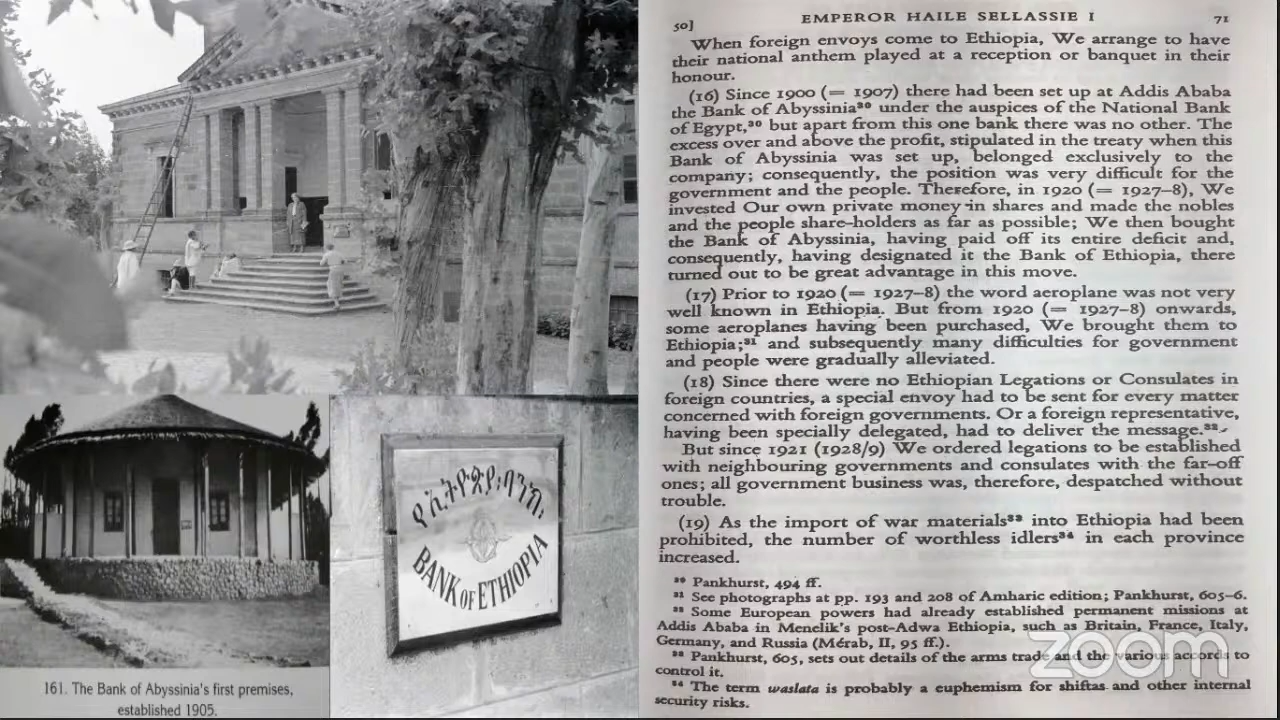 የኢትዮጵያ፡ባንክ፡
BANK OF ETHIOPIA
161. The Bank of Abyssinia's first premises,
established 1905.
50]
EMPEROR HAILE SELLASSIE I
71
When foreign envoys come to Ethiopia, We arrange to have
their national anthem played at a reception or banquet in their
honour.
(16) Since 1900 (= 1907) there had been set up at Addis Ababa
the Bank of Abyssinia³⁰ under the auspices of the National Bank
of Egypt,³⁰ but apart from this one bank there was no other. The
excess over and above the profit, stipulated in the treaty when this
Bank of Abyssinia was set up, belonged exclusively to the
company; consequently, the position was very difficult for the
government and the people. Therefore, in 1920 (= 1927–8), We
invested Our own private money in shares and made the nobles
and the people share-holders as far as possible; We then bought
the Bank of Abyssinia, having paid off its entire deficit and,
consequently, having designated it the Bank of Ethiopia, there
turned out to be great advantage in this move.
(17) Prior to 1920 (= 1927–8) the word aeroplane was not very
well known in Ethiopia. But from 1920 (= 1927–8) onwards,
some aeroplanes having been purchased, We brought them to
Ethiopia;³¹ and subsequently many difficulties for government
and people were gradually alleviated.
(18) Since there were no Ethiopian Legations or Consulates in
foreign countries, a special envoy had to be sent for every matter
concerned with foreign governments. Or a foreign representative,
having been specially delegated, had to deliver the message.³²
But since 1921 (1928/9) We ordered legations to be established
with neighbouring governments and consulates with the far-off
ones; all government business was, therefore, despatched without
trouble.
(19) As the import of war materials³³ into Ethiopia had been
prohibited, the number of worthless idlers³⁴ in each province
increased.
³⁰ Pankhurst, 494 ff.
³¹ See photographs at pp. 193 and 208 of Amharic edition; Pankhurst, 605–6.
³² Some European powers had already established permanent missions at
Addis Ababa in Menelik's post-Adwa Ethiopia, such as Britain, France, Italy,
Germany, and Russia (Mérab, II, 95 ff.).
³³ Pankhurst, 605, sets out details of the arms trade and the various accords to
control it.
³⁴ The term waslata is probably a euphemism for shiftas and other internal
security risks.
zoom